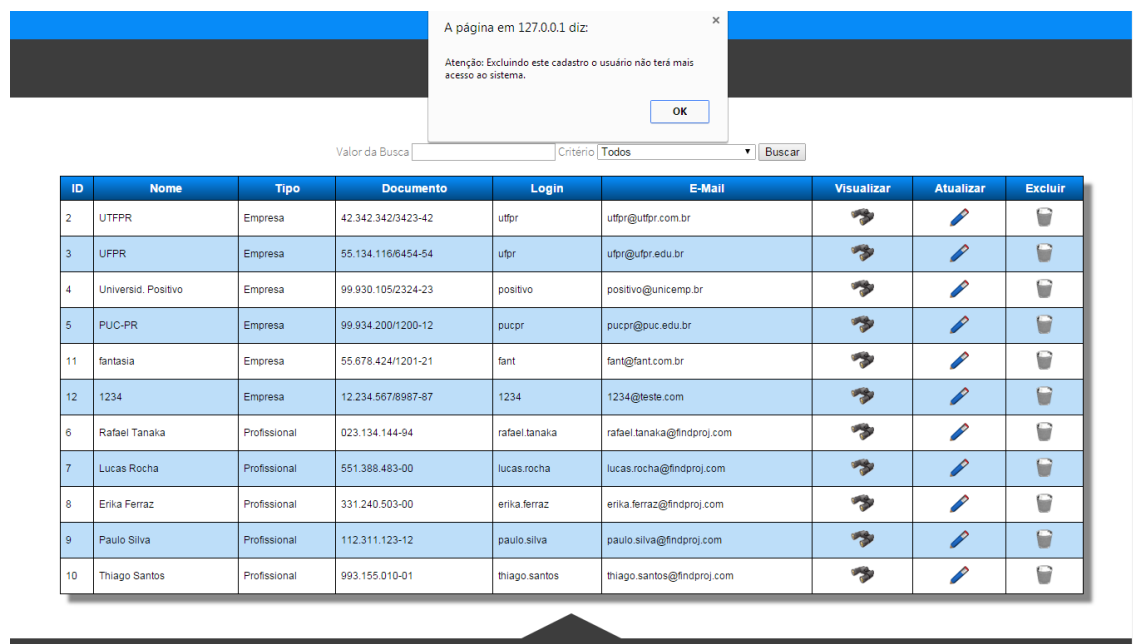 A página em 127.0.0.1 diz:
Atenção: Excluindo este cadastro o usuário não terá mais
acesso ao sistema.
OK
Valor da Busca Critério Todos Buscar
ID Nome Tipo Documento Login E-Mail Visualizar Atualizar Excluir
2 UTFPR Empresa 42.342.342/3423-42 utfpr utfpr@utfpr.com.br
3 UFPR Empresa 55.134.116/6454-54 ufpr ufpr@ufpr.edu.br
4 Universid. Positivo Empresa 99.930.105/2324-23 positivo positivo@unicemp.br
5 PUC-PR Empresa 99.934.200/1200-12 pucpr pucpr@puc.edu.br
11 fantasia Empresa 55.678.424/1201-21 fant fant@fant.com.br
12 1234 Empresa 12.234.567/8987-87 1234 1234@teste.com
6 Rafael Tanaka Profissional 023.134.144-94 rafael.tanaka rafael.tanaka@findproj.com
7 Lucas Rocha Profissional 551.388.483-00 lucas.rocha lucas.rocha@findproj.com
8 Erika Ferraz Profissional 331.240.503-00 erika.ferraz erika.ferraz@findproj.com
9 Paulo Silva Profissional 112.311.123-12 paulo.silva paulo.silva@findproj.com
10 Thiago Santos Profissional 993.155.010-01 thiago.santos thiago.santos@findproj.com